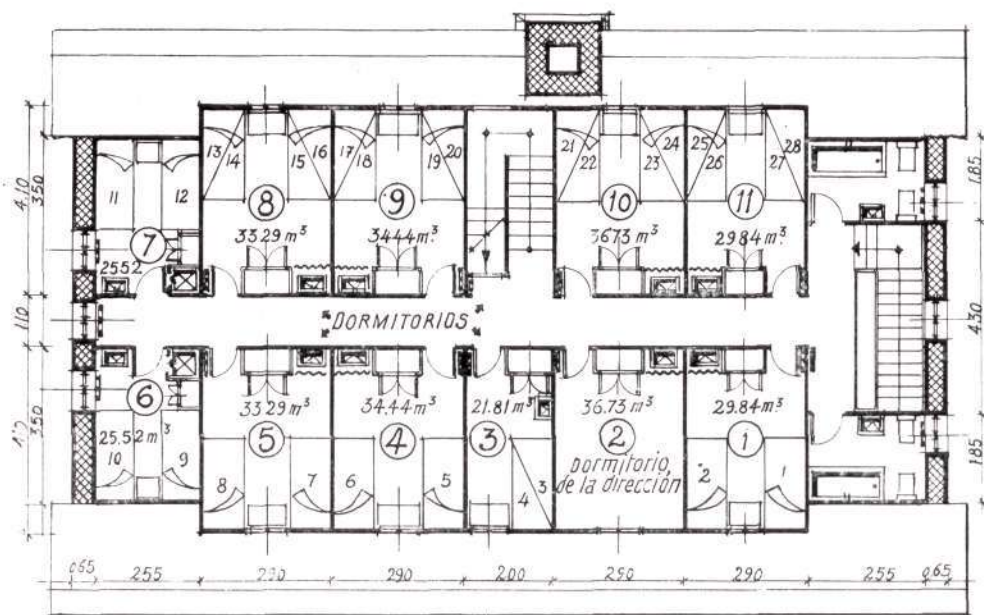 13 14 15 16 17 18 19 20 21 22 23 24 25 26 27 28
11 12
8 9 10 11
7
33.29 m³ 34.44 m³ 36.73 m³ 29.84 m³
25.52
4.10 3.50
1.85
DORMITORIOS
1.10
4.30
6
33.29 m³ 34.44 m³ 21.81 m³ 36.73 m³ 29.84 m³
25.52 m³
5 4 3 2 1
10 9
Dormitorio,
de la dirección
8 7 6 5 4 3 2 1
3.50
1.85
0.65 2.55 2.90 2.90 2.00 2.90 2.90 2.55 0.65